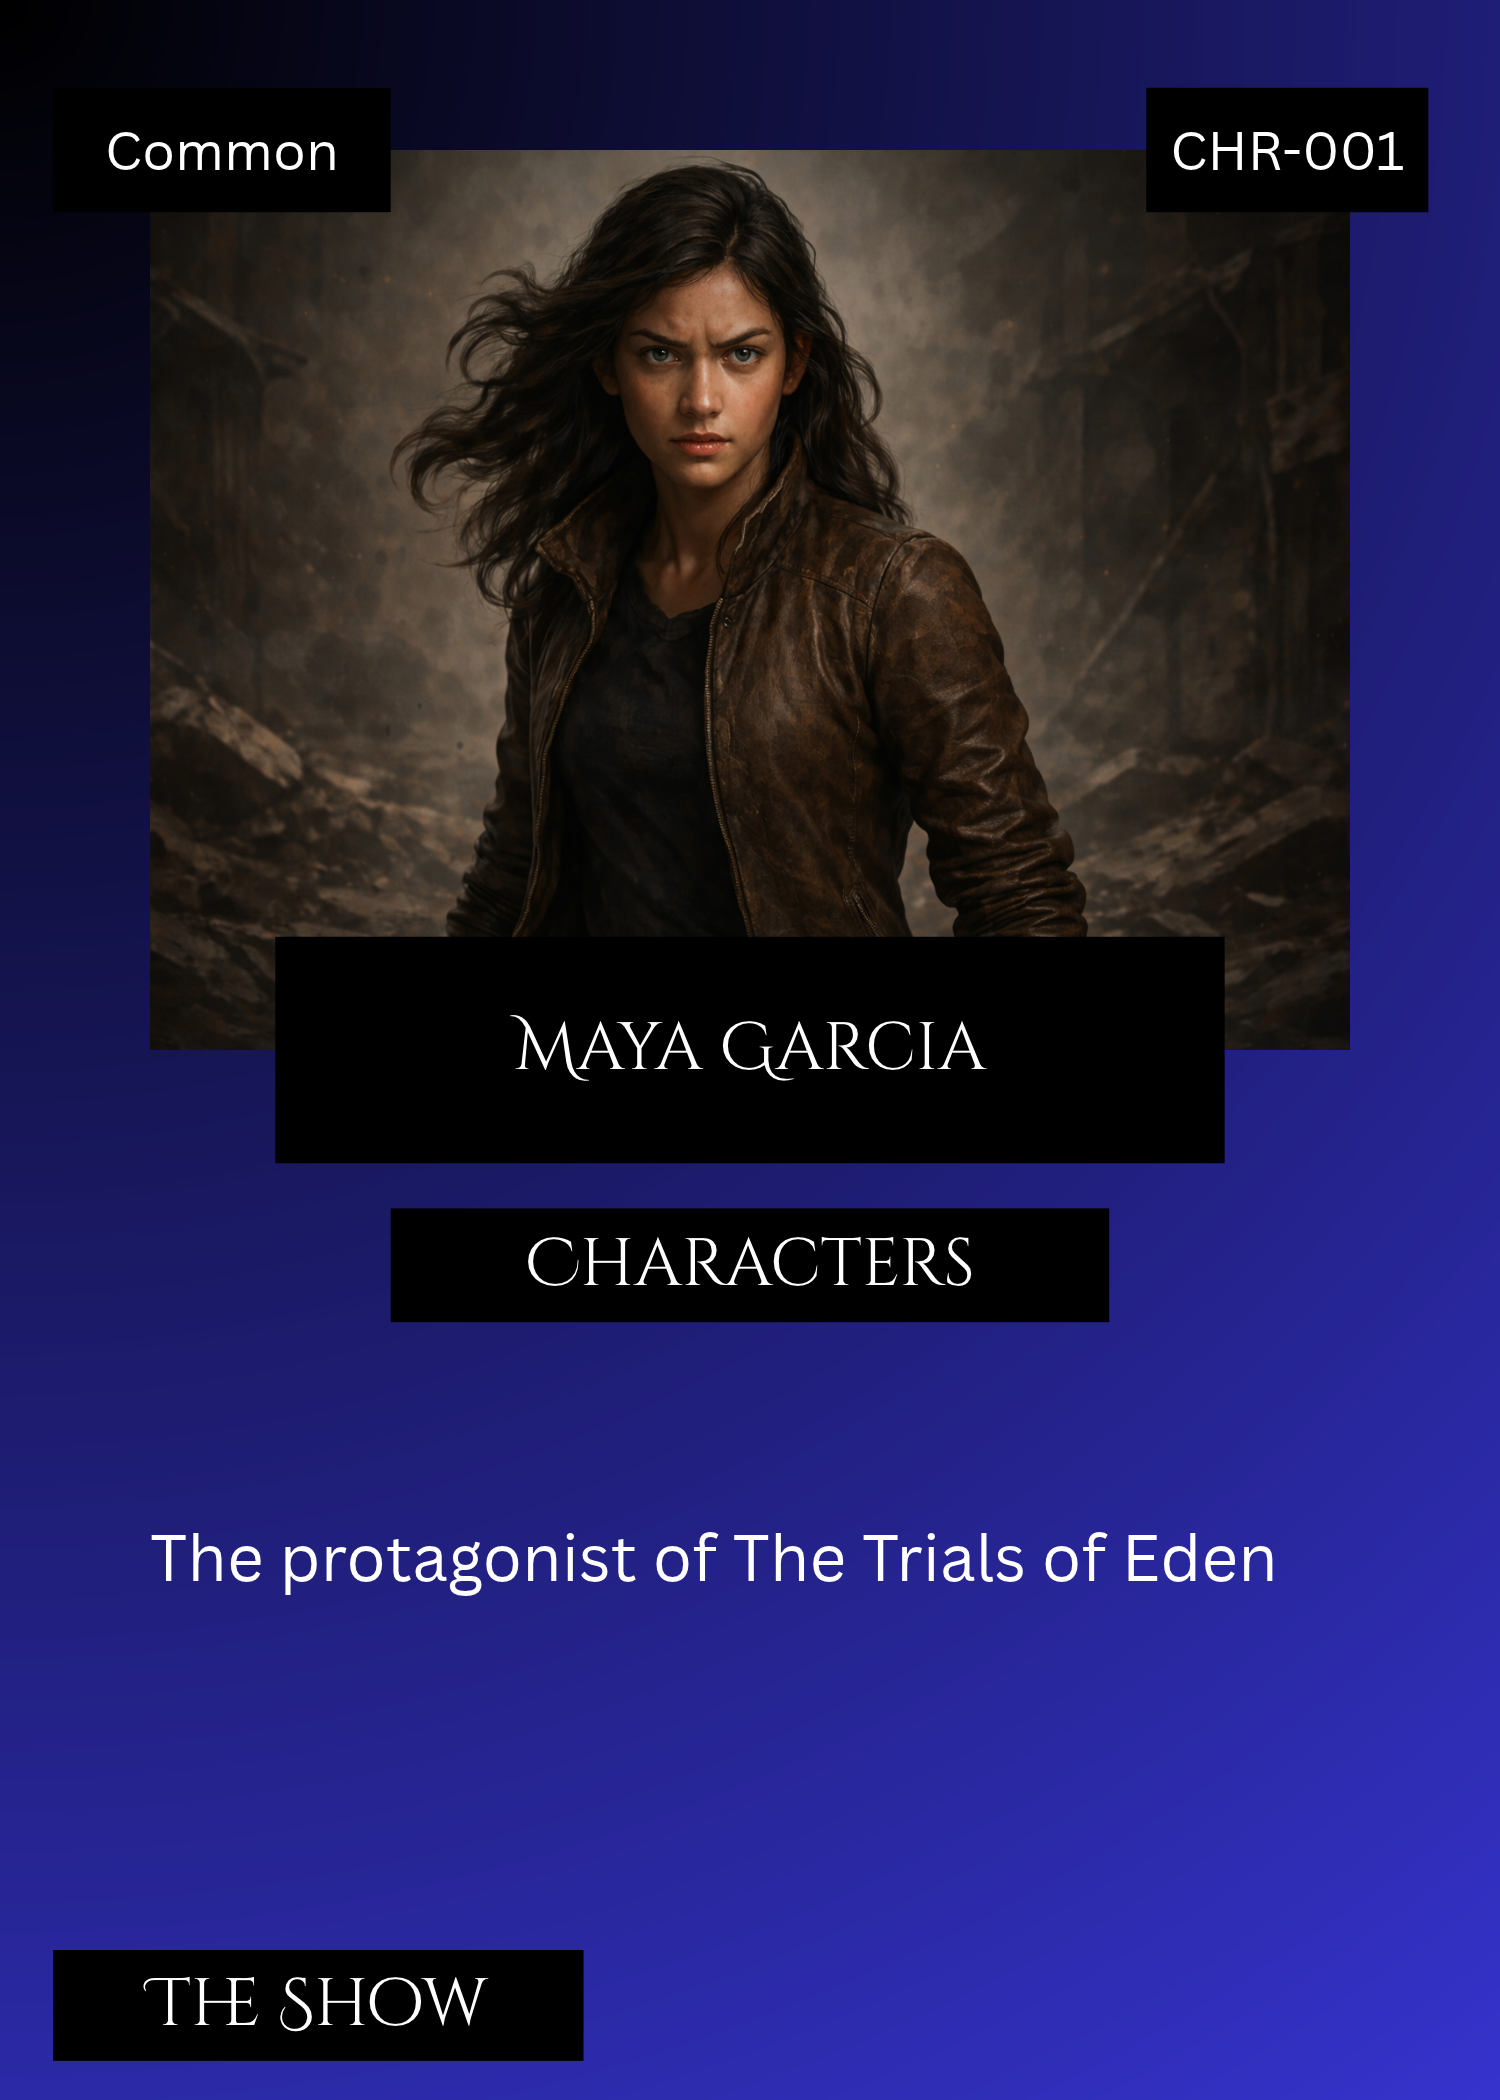 Common
CHR-001
Maya Garcia
Characters
The protagonist of The Trials of Eden
The Show